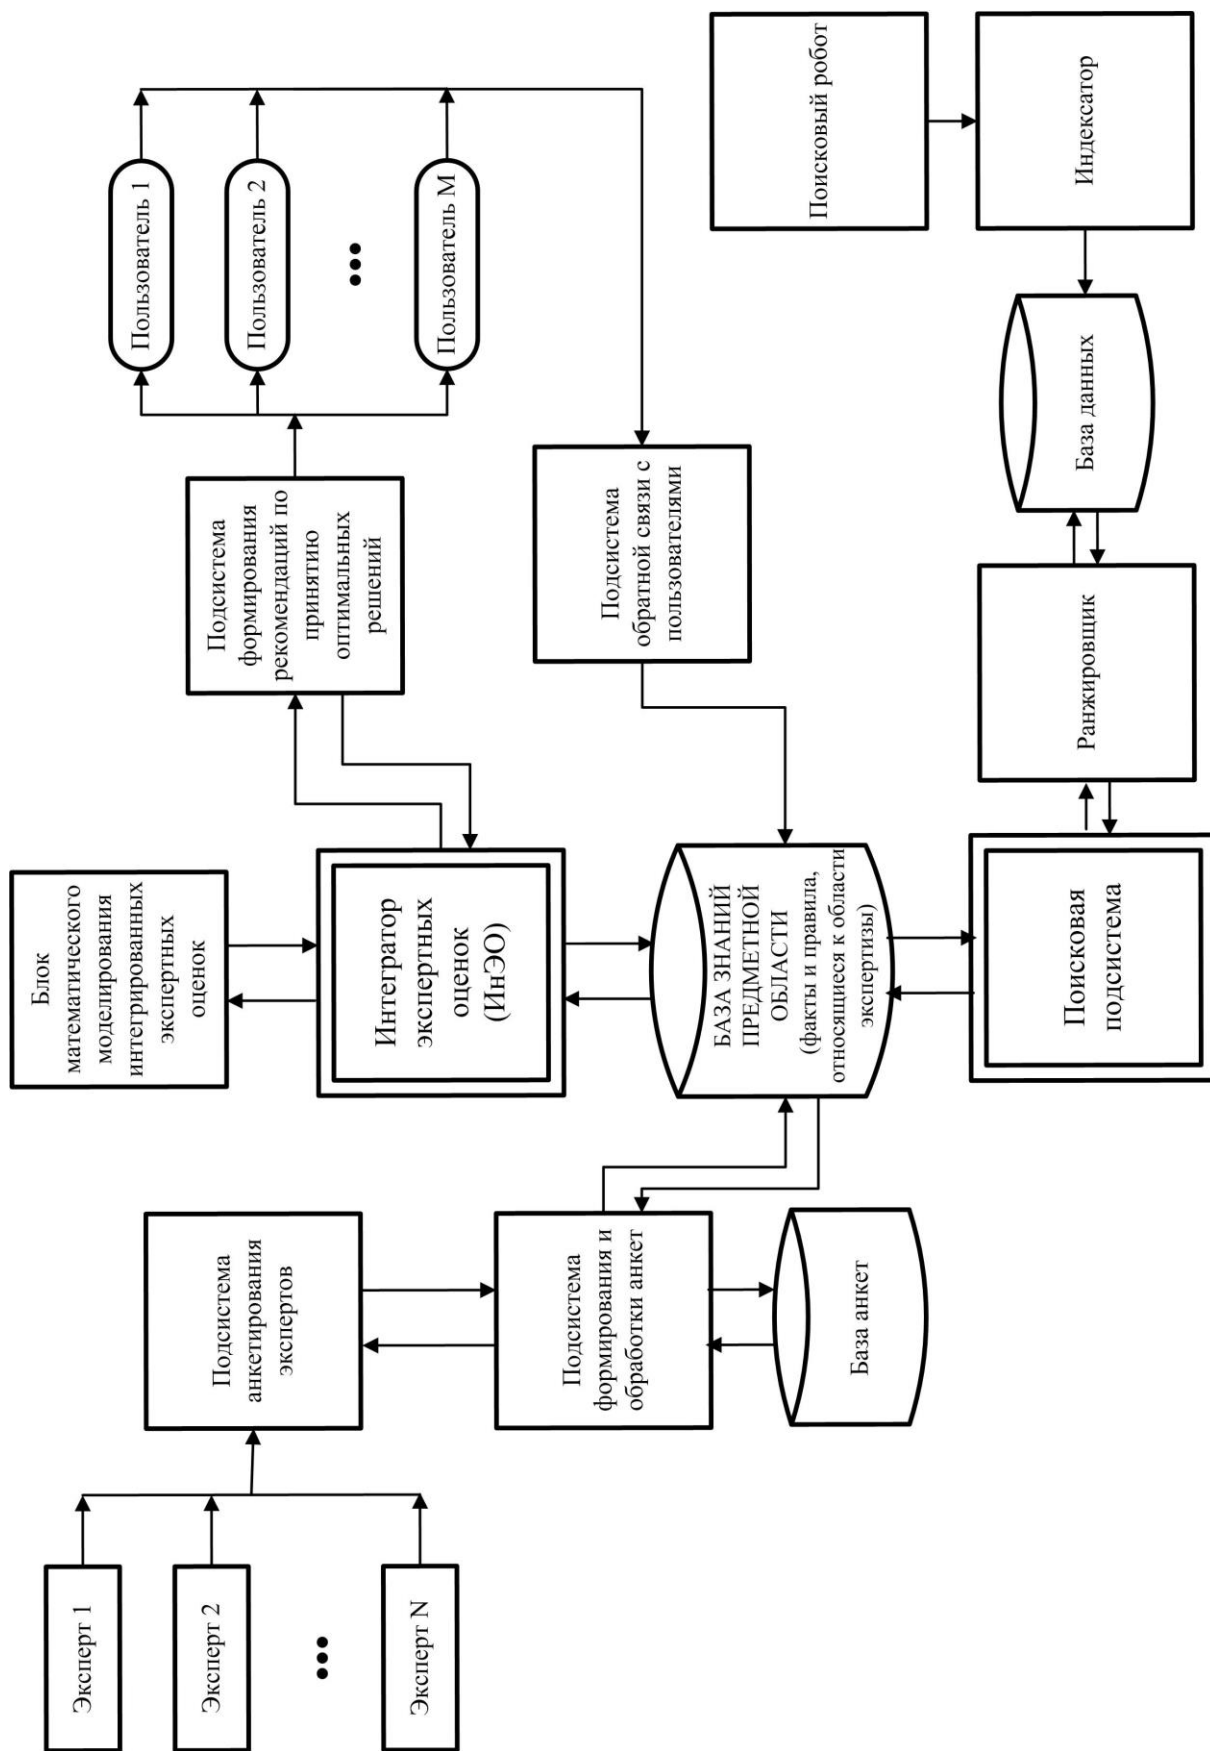 Эксперт 1
Эксперт 2
•••
Эксперт N
Подсистема
анкетирования
экспертов
Подсистема
формирования и
обработки анкет
База анкет
Блок
математического
моделирования
интегрированных
экспертных
оценок
Интегратор
экспертных
оценок
(ИнЭО)
БАЗА ЗНАНИЙ
ПРЕДМЕТНОЙ
ОБЛАСТИ
(факты и правила,
относящиеся к области
экспертизы)
Поисковая
подсистема
Подсистема
формирования
рекомендаций по
принятию
оптимальных
решений
Подсистема
обратной связи с
пользователями
Ранжировщик
База данных
Пользователь 1
Пользователь 2
•••
Пользователь M
Поисковый робот
Индексатор